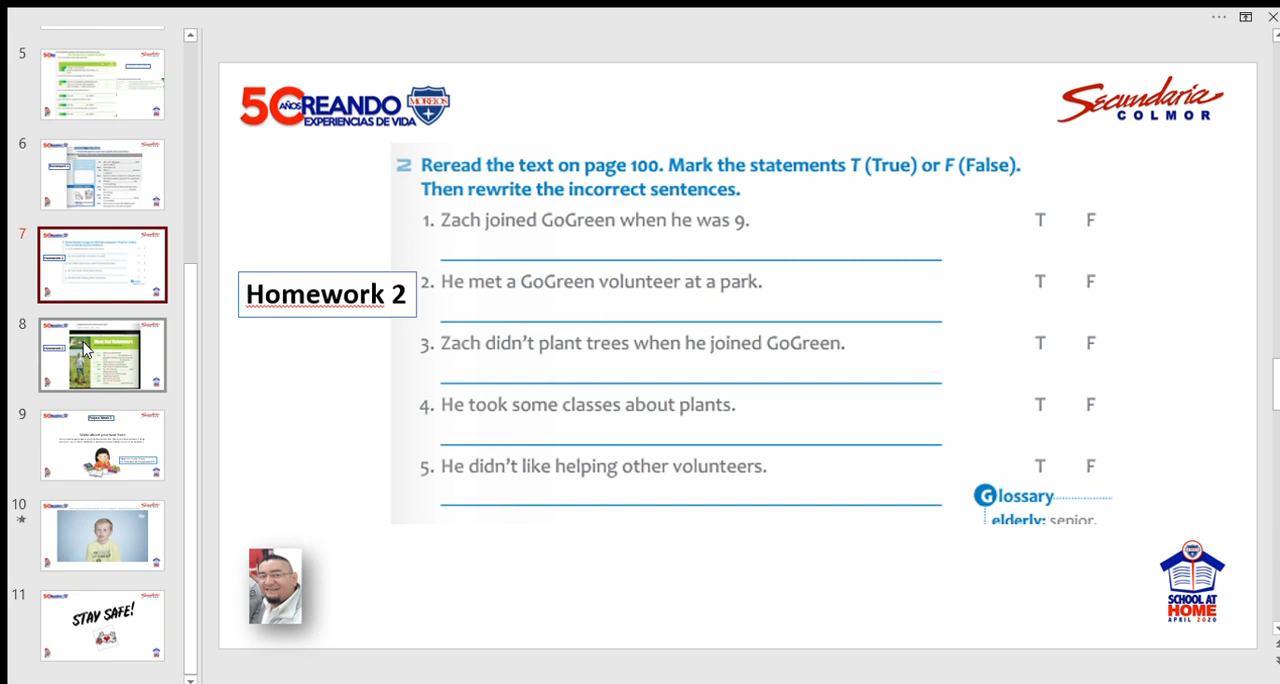 5
6
7
8
9
10
11
STAY SAFE!
50 AÑOS CREANDO
EXPERIENCIAS DE VIDA
MORELOS
Secundaria
COLMOR
2 Reread the text on page 100. Mark the statements T (True) or F (False).
Then rewrite the incorrect sentences.
1. Zach joined GoGreen when he was 9. T F
Homework 2
2. He met a GoGreen volunteer at a park. T F
3. Zach didn't plant trees when he joined GoGreen. T F
4. He took some classes about plants. T F
5. He didn't like helping other volunteers. T F
Glossary
elderly: senior.
SCHOOL AT
HOME
APRIL 2020